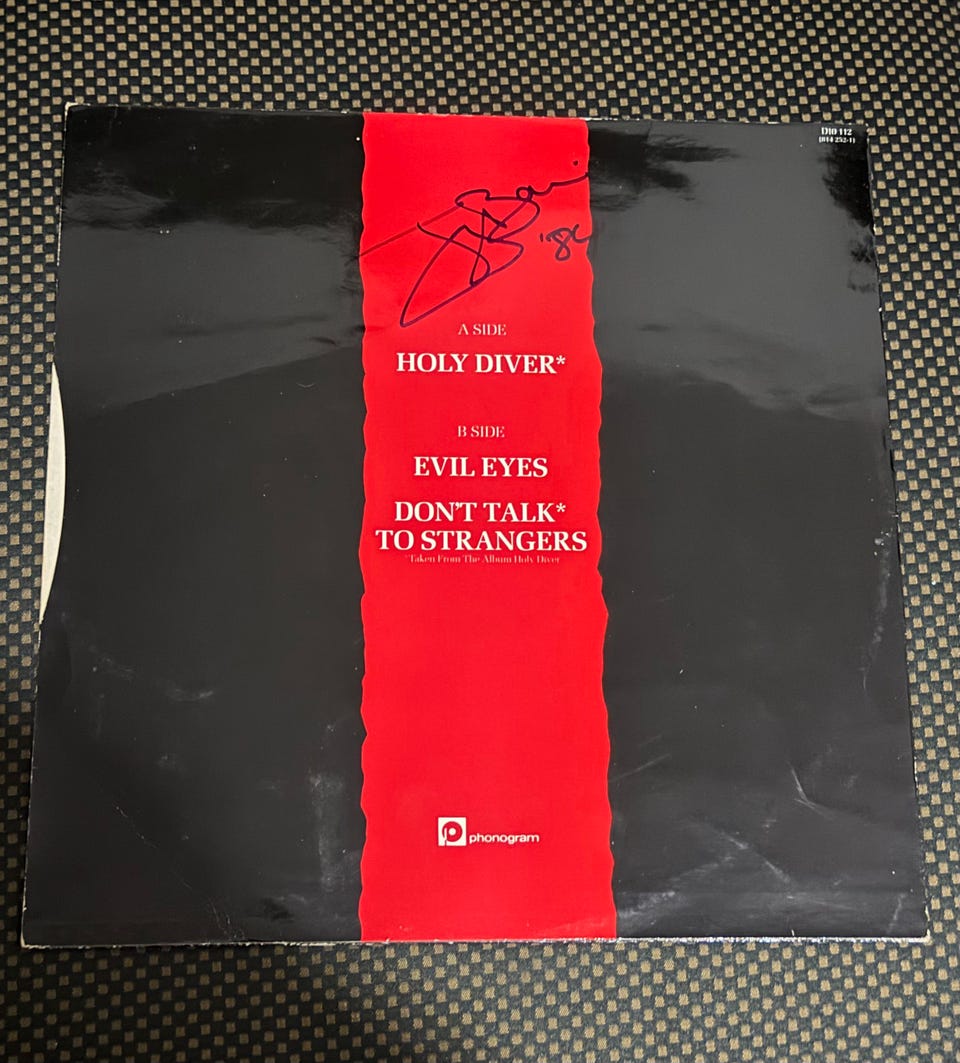 DIO 112
(814 252-1)
A SIDE
HOLY DIVER*
B SIDE
EVIL EYES
DON'T TALK*
TO STRANGERS
*Taken From The Album Holy Diver
phonogram